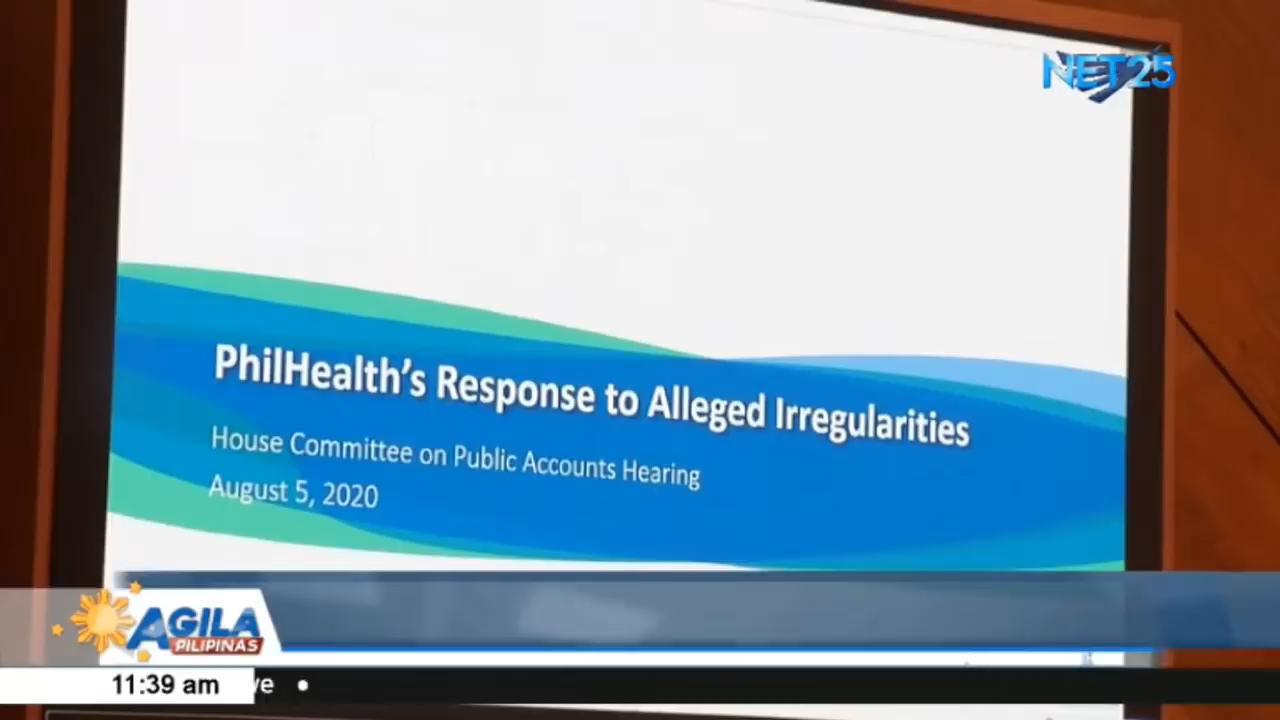 NET25
PhilHealth's Response to Alleged Irregularities
House Committee on Public Accounts Hearing
August 5, 2020
AGILA
PILIPINAS
11:39 am